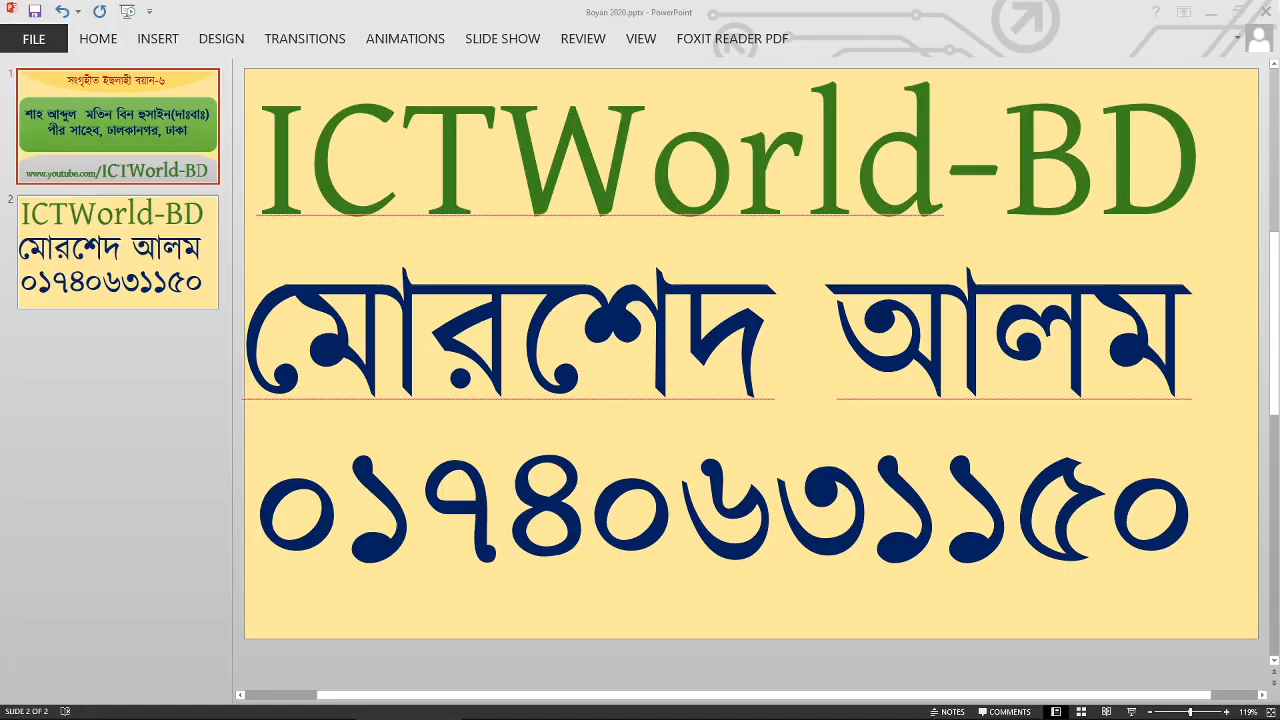 Boyan 2020.pptx - PowerPoint
FILE HOME INSERT DESIGN TRANSITIONS ANIMATIONS SLIDE SHOW REVIEW VIEW FOXIT READER PDF
1
সংগৃহীত ইছলাহী বয়ান-৬
শাহ আব্দুল মতিন বিন হুসাইন(দাঃবাঃ)
পীর সাহেব, ঢালকানগর, ঢাকা
www.youtube.com/ICTWorld-BD
2
ICTWorld-BD
মোরশেদ আলম
০১৭৪০৬৩১১৫০
ICTWorld-BD
মোরশেদ আলম
০১৭৪০৬৩১১৫০
SLIDE 2 OF 2 NOTES COMMENTS 119%